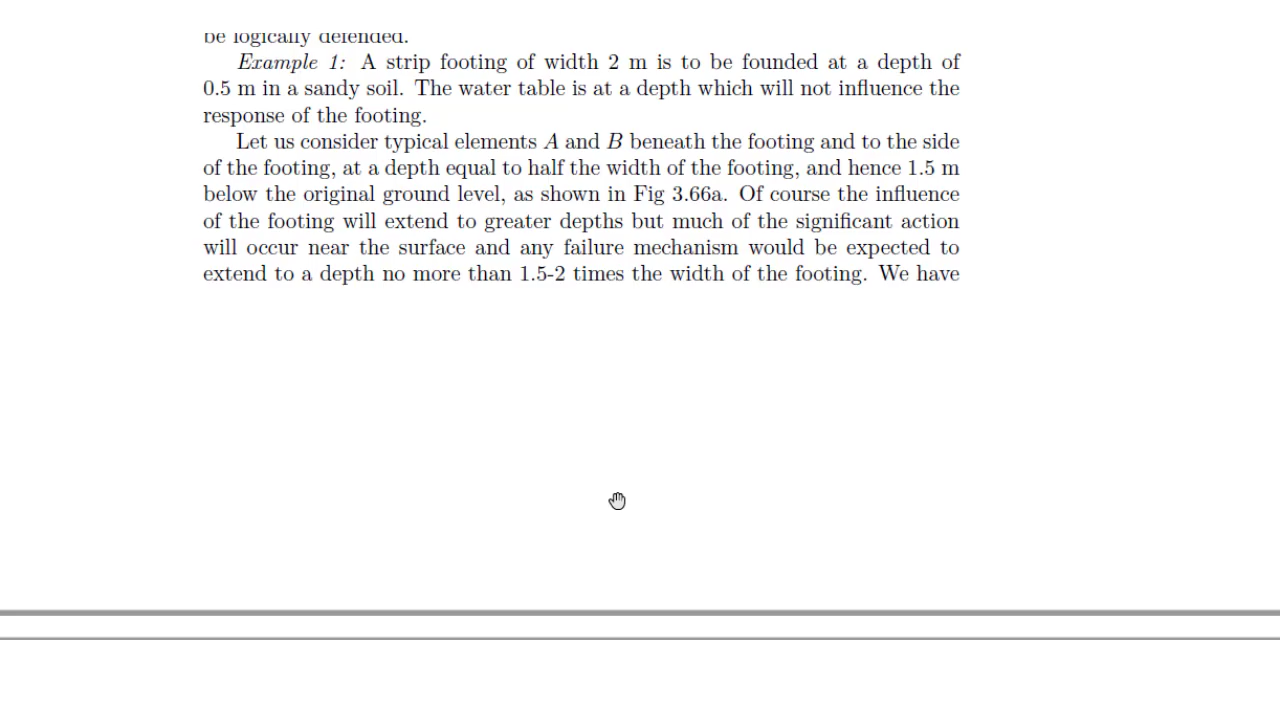 be logically defended.
Example 1: A strip footing of width 2 m is to be founded at a depth of
0.5 m in a sandy soil. The water table is at a depth which will not influence the
response of the footing.
Let us consider typical elements A and B beneath the footing and to the side
of the footing, at a depth equal to half the width of the footing, and hence 1.5 m
below the original ground level, as shown in Fig 3.66a. Of course the influence
of the footing will extend to greater depths but much of the significant action
will occur near the surface and any failure mechanism would be expected to
extend to a depth no more than 1.5-2 times the width of the footing. We have